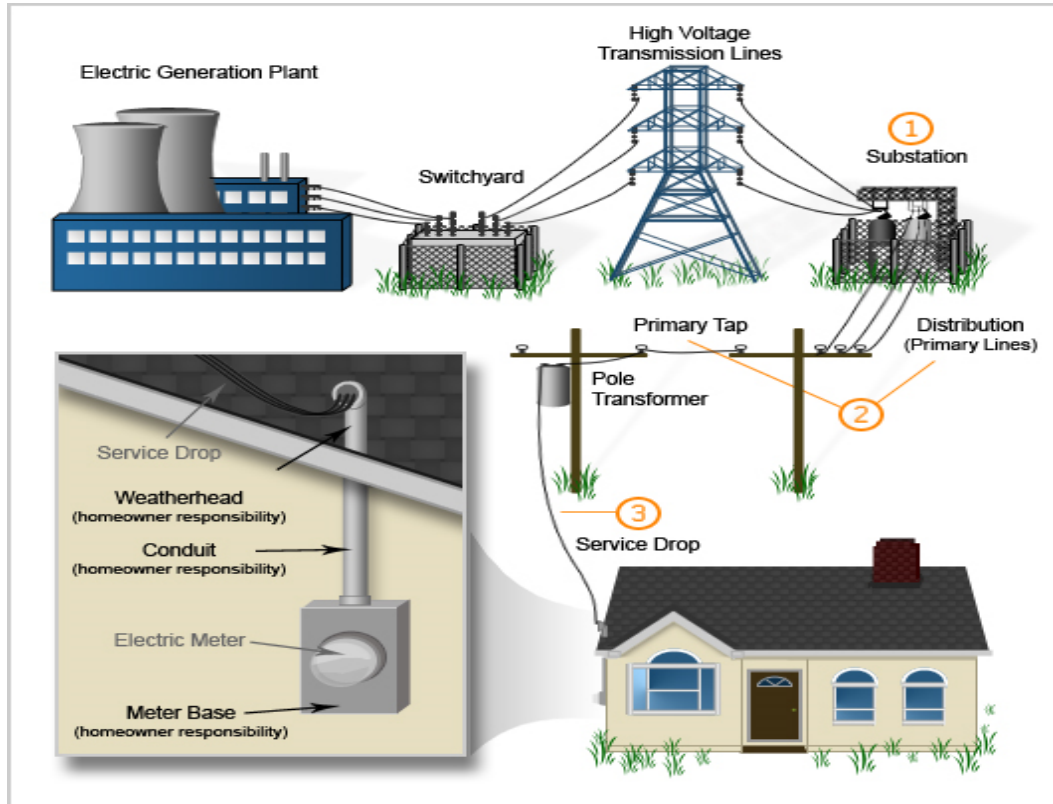 Electric Generation Plant
High Voltage
Transmission Lines
Switchyard
1
Substation
Primary Tap
Distribution
(Primary Lines)
Pole
Transformer
2
3
Service Drop
Service Drop
Weatherhead
(homeowner responsibility)
Conduit
(homeowner responsibility)
Electric Meter
Meter Base
(homeowner responsibility)